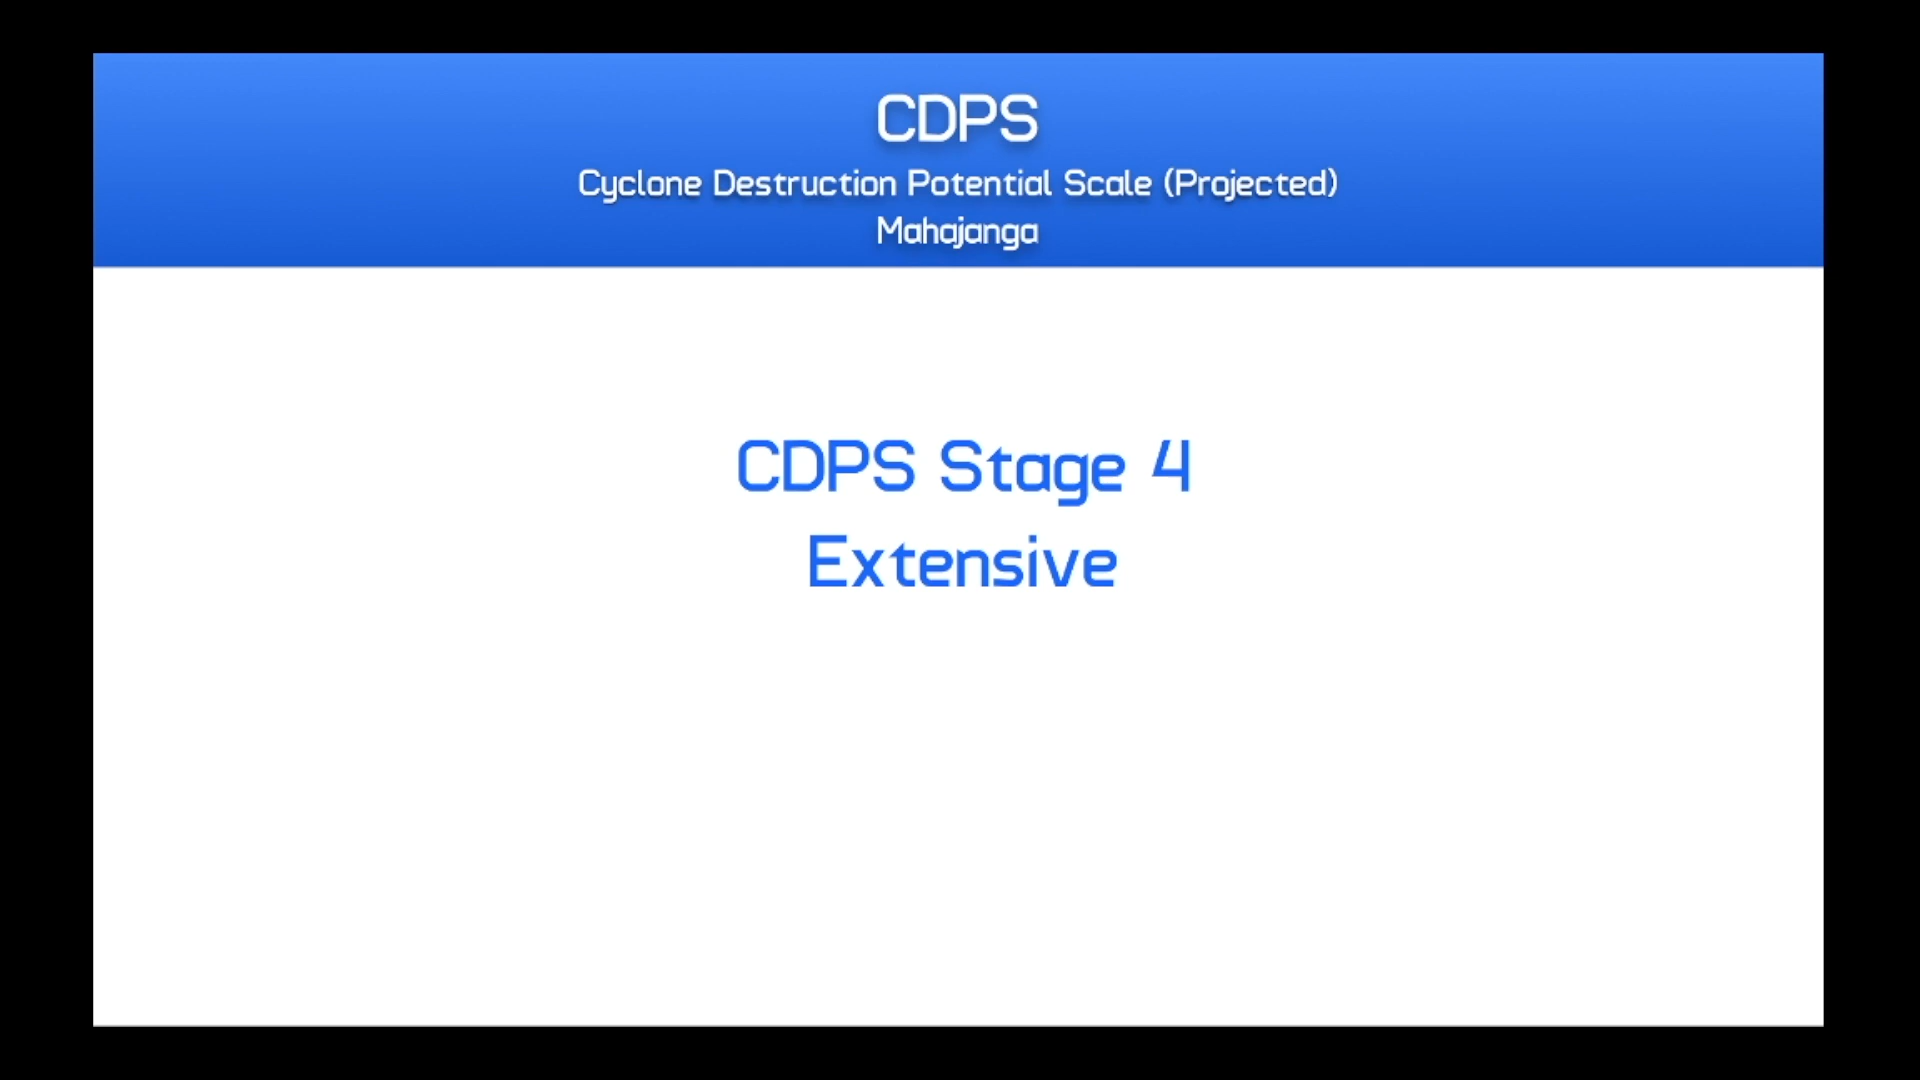 CDPS
Cyclone Destruction Potential Scale (Projected)
Mahajanga
CDPS Stage 4
Extensive